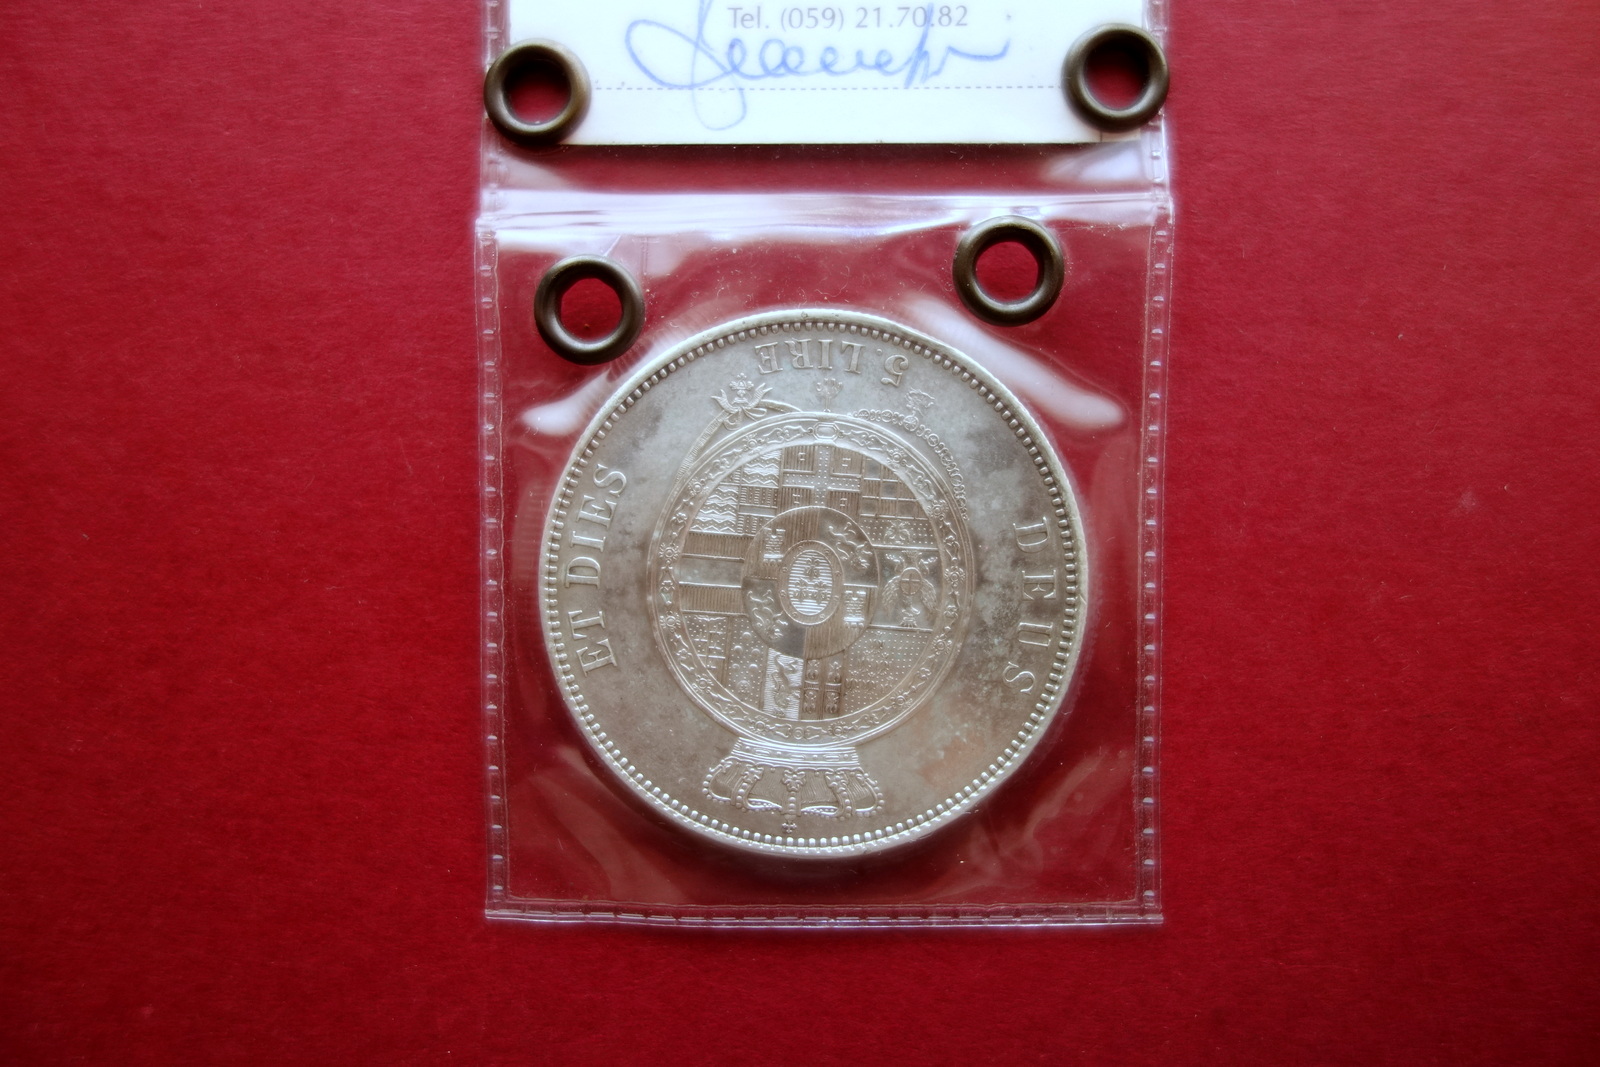 Tel. (059) 21.70.82
5. LIRE
DEUS
ET DIES